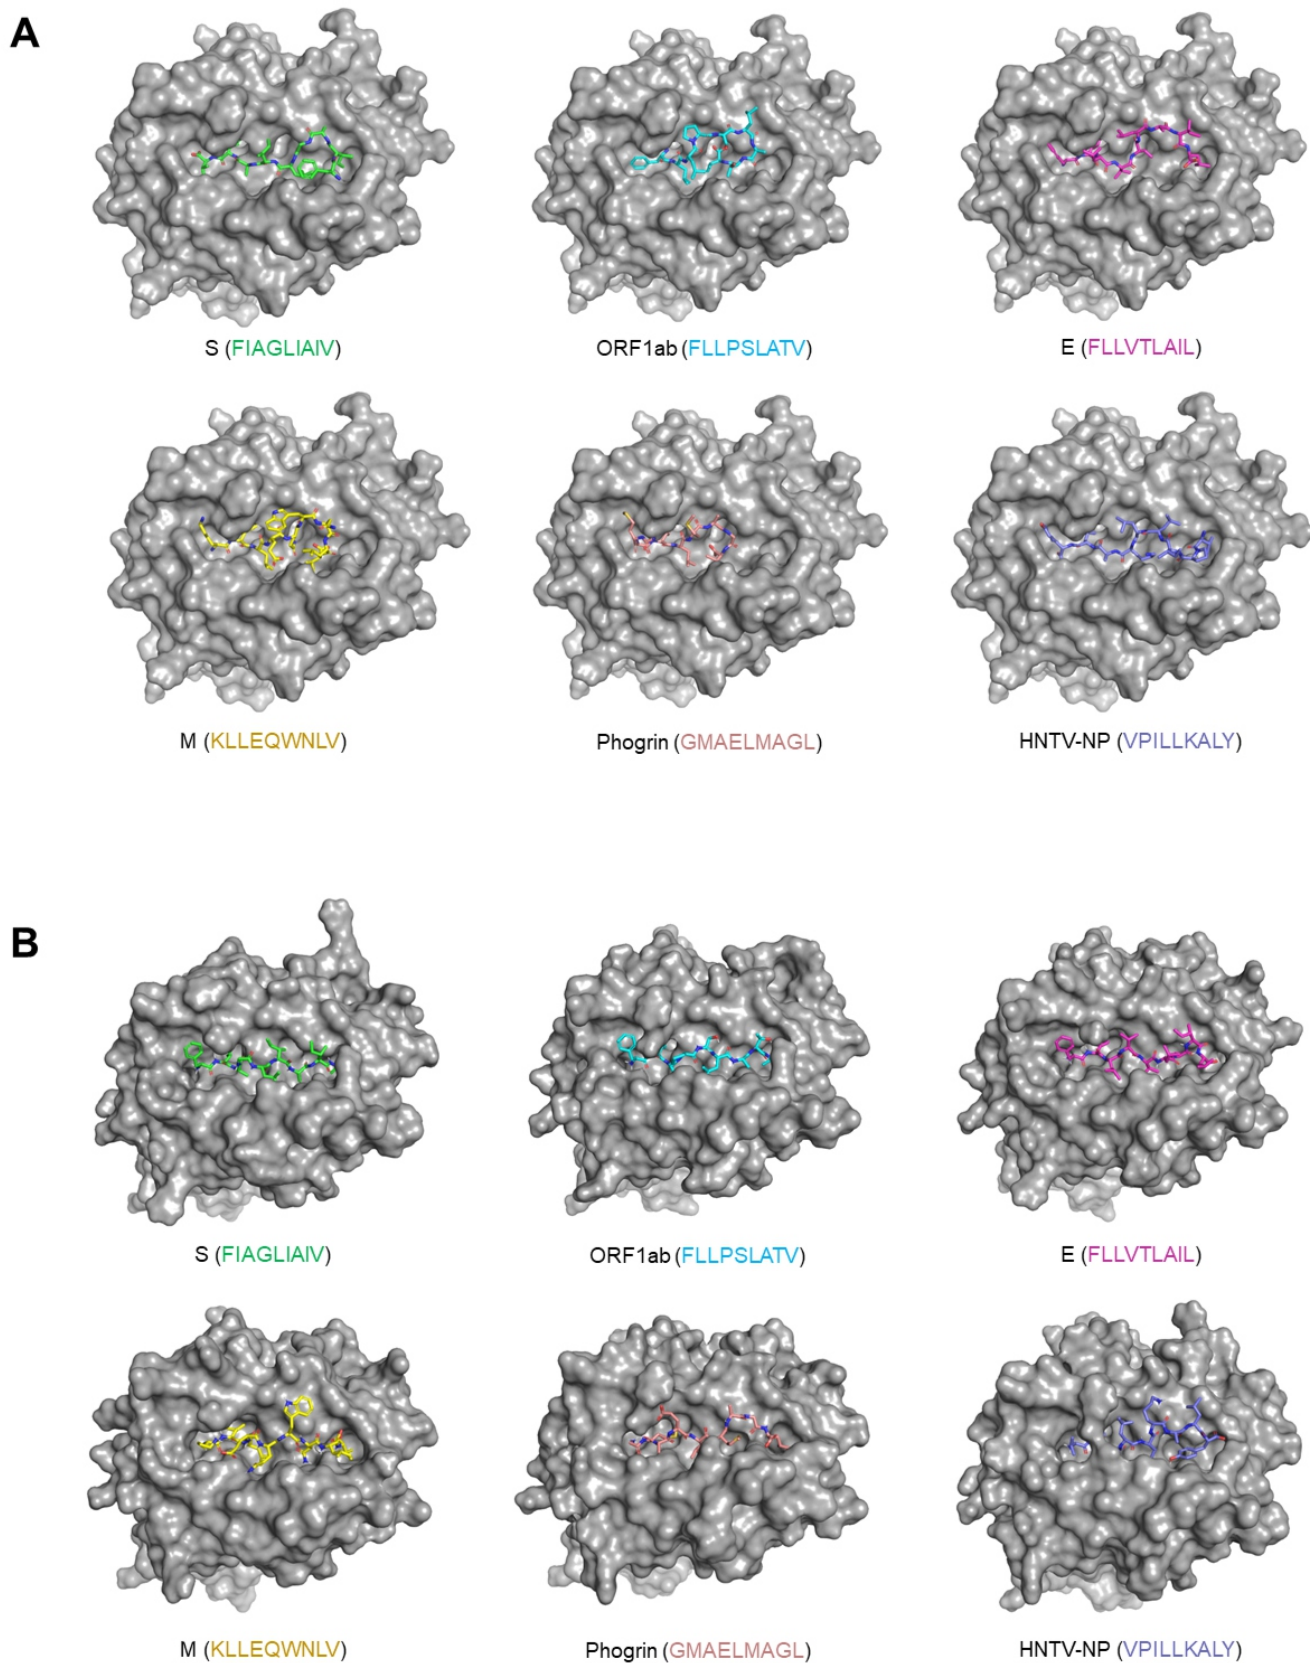 A
S (FIAGLIAIV)
ORF1ab (FLLPSLATV)
E (FLLVTLAIL)
M (KLLEQWNLV)
Phogrin (GMAELMAGL)
HNTV-NP (VPILLKALY)
B
S (FIAGLIAIV)
ORF1ab (FLLPSLATV)
E (FLLVTLAIL)
M (KLLEQWNLV)
Phogrin (GMAELMAGL)
HNTV-NP (VPILLKALY)